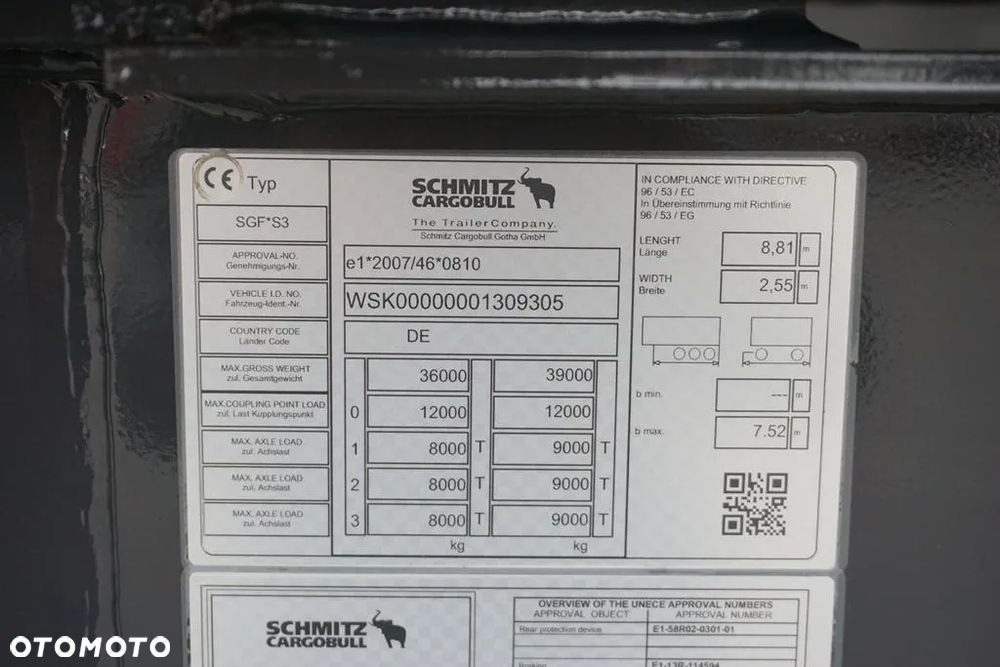 CE Typ
SGF*S3
APPROVAL-NO.
Genehmigungs-Nr.
VEHICLE I.D. NO.
Fahrzeug-Ident.-Nr.
COUNTRY CODE
Länder Code
MAX.GROSS WEIGHT
zul. Gesamtgewicht
MAX.COUPLING POINT LOAD
zul. Last Kupplungspunkt
MAX. AXLE LOAD
zul. Achslast
MAX. AXLE LOAD
zul. Achslast
MAX. AXLE LOAD
zul. Achslast
SCHMITZ
CARGOBULL
The Trailer Company.
Schmitz Cargobull Gotha GmbH
e1*2007/46*0810
WSK00000001309305
DE
36000 39000
0 12000 12000
1 8000 T 9000 T
2 8000 T 9000 T
3 8000 T 9000 T
kg kg
IN COMPLIANCE WITH DIRECTIVE
96 / 53 / EC
In Übereinstimmung mit Richtlinie
96 / 53 / EG
LENGHT
Länge
8,81 m
WIDTH
Breite
2,55 m
b min. --- m
b max. 7.52 m
SCHMITZ
CARGOBULL
OVERVIEW OF THE UNECE APPROVAL NUMBERS
APPROVAL OBJECT APPROVAL NUMBER
Rear protection device E1-58R02-0301-01
Braking E1-13R-114594
OTOMOTO